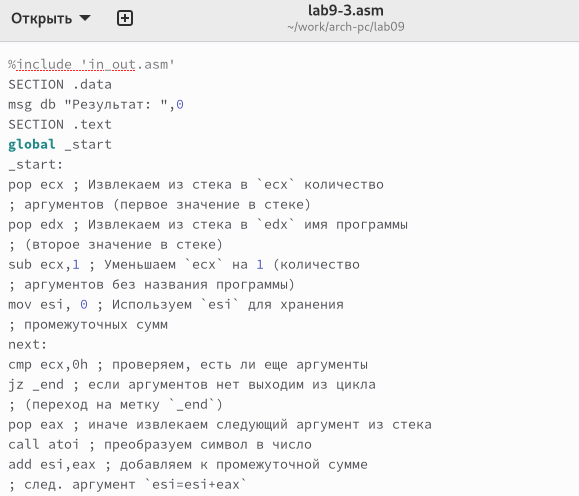 Открыть
lab9-3.asm
~/work/arch-pc/lab09
%include 'in_out.asm'
SECTION .data
msg db "Результат: ",0
SECTION .text
global _start
_start:
pop ecx ; Извлекаем из стека в `ecx` количество
; аргументов (первое значение в стеке)
pop edx ; Извлекаем из стека в `edx` имя программы
; (второе значение в стеке)
sub ecx,1 ; Уменьшаем `ecx` на 1 (количество
; аргументов без названия программы)
mov esi, 0 ; Используем `esi` для хранения
; промежуточных сумм
next:
cmp ecx,0h ; проверяем, есть ли еще аргументы
jz _end ; если аргументов нет выходим из цикла
; (переход на метку `_end`)
pop eax ; иначе извлекаем следующий аргумент из стека
call atoi ; преобразуем символ в число
add esi,eax ; добавляем к промежуточной сумме
; след. аргумент `esi=esi+eax`